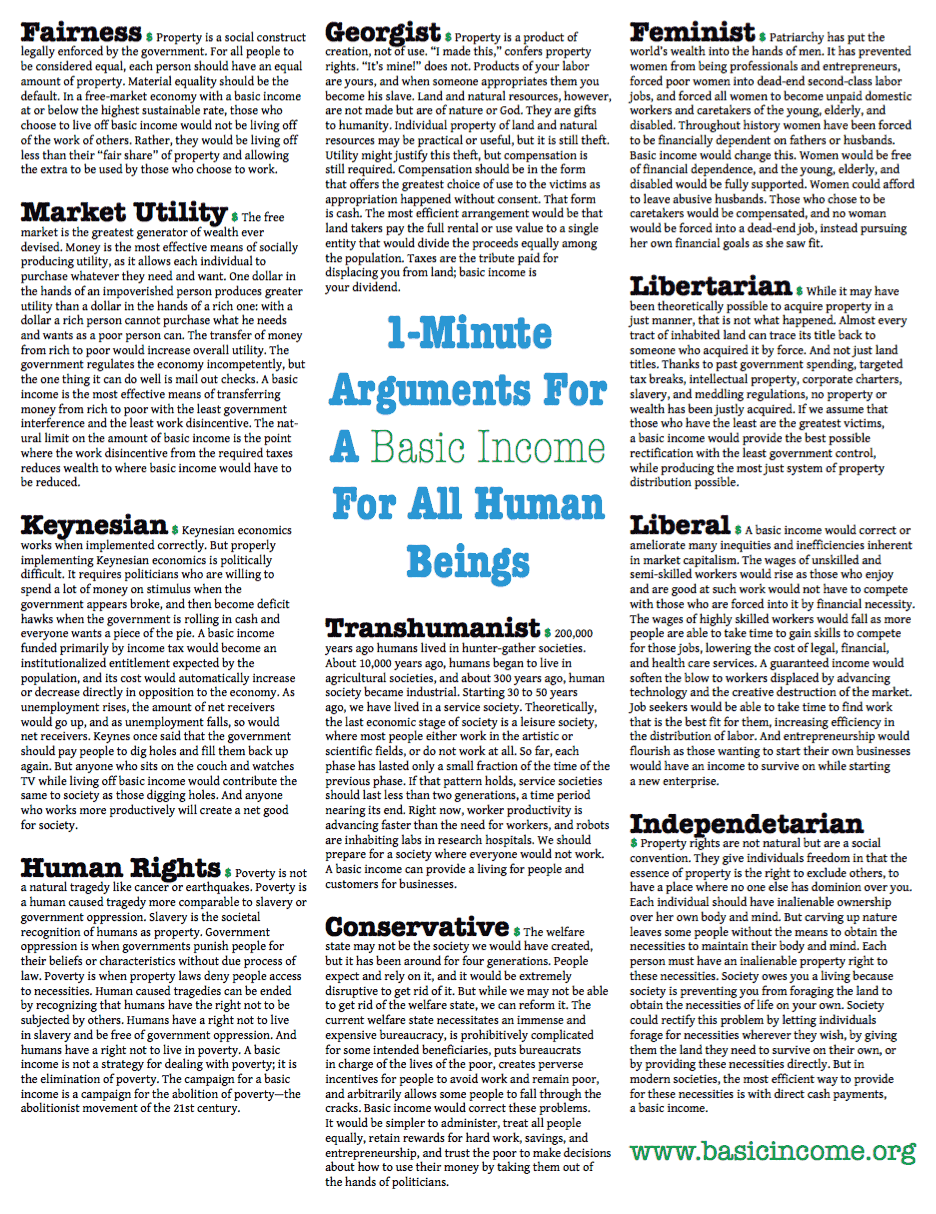 Fairness $ Property is a social construct
legally enforced by the government. For all people to
be considered equal, each person should have an equal
amount of property. Material equality should be the
default. In a free-market economy with a basic income
at or below the highest sustainable rate, those who
choose to live off basic income would not be living off
of the work of others. Rather, they would be living off
less than their “fair share” of property and allowing
the extra to be used by those who choose to work.
Market Utility $ The free
market is the greatest generator of wealth ever
devised. Money is the most effective means of socially
producing utility, as it allows each individual to
purchase whatever they need and want. One dollar in
the hands of an impoverished person produces greater
utility than a dollar in the hands of a rich one: with a
dollar a rich person cannot purchase what he needs
and wants as a poor person can. The transfer of money
from rich to poor would increase overall utility. The
government regulates the economy incompetently, but
the one thing it can do well is mail out checks. A basic
income is the most effective means of transferring
money from rich to poor with the least government
interference and the least work disincentive. The nat-
ural limit on the amount of basic income is the point
where the work disincentive from the required taxes
reduces wealth to where basic income would have to
be reduced.
Keynesian $ Keynesian economics
works when implemented correctly. But properly
implementing Keynesian economics is politically
difficult. It requires politicians who are willing to
spend a lot of money on stimulus when the
government appears broke, and then become deficit
hawks when the government is rolling in cash and
everyone wants a piece of the pie. A basic income
funded primarily by income tax would become an
institutionalized entitlement expected by the
population, and its cost would automatically increase
or decrease directly in opposition to the economy. As
unemployment rises, the amount of net receivers
would go up, and as unemployment falls, so would
net receivers. Keynes once said that the government
should pay people to dig holes and fill them back up
again. But anyone who sits on the couch and watches
TV while living off basic income would contribute the
same to society as those digging holes. And anyone
who works more productively will create a net good
for society.
Human Rights $ Poverty is not
a natural tragedy like cancer or earthquakes. Poverty is
a human caused tragedy more comparable to slavery or
government oppression. Slavery is the societal
recognition of humans as property. Government
oppression is when governments punish people for
their beliefs or characteristics without due process of
law. Poverty is when property laws deny people access
to necessities. Human caused tragedies can be ended
by recognizing that humans have the right not to be
subjected by others. Humans have a right not to live
in slavery and be free of government oppression. And
humans have a right not to live in poverty. A basic
income is not a strategy for dealing with poverty; it is
the elimination of poverty. The campaign for a basic
income is a campaign for the abolition of poverty—the
abolitionist movement of the 21st century.
Georgist $ Property is a product of
creation, not of use. “I made this,” confers property
rights. “It’s mine!” does not. Products of your labor
are yours, and when someone appropriates them you
become his slave. Land and natural resources, however,
are not made but are of nature or God. They are gifts
to humanity. Individual property of land and natural
resources may be practical or useful, but it is still theft.
Utility might justify this theft, but compensation is
still required. Compensation should be in the form
that offers the greatest choice of use to the victims as
appropriation happened without consent. That form
is cash. The most efficient arrangement would be that
land takers pay the full rental or use value to a single
entity that would divide the proceeds equally among
the population. Taxes are the tribute paid for
displacing you from land; basic income is
your dividend.
1-Minute
Arguments For
A Basic Income
For All Human
Beings
Transhumanist $ 200,000
years ago humans lived in hunter-gather societies.
About 10,000 years ago, humans began to live in
agricultural societies, and about 300 years ago, human
society became industrial. Starting 30 to 50 years
ago, we have lived in a service society. Theoretically,
the last economic stage of society is a leisure society,
where most people either work in the artistic or
scientific fields, or do not work at all. So far, each
phase has lasted only a small fraction of the time of the
previous phase. If that pattern holds, service societies
should last less than two generations, a time period
nearing its end. Right now, worker productivity is
advancing faster than the need for workers, and robots
are inhabiting labs in research hospitals. We should
prepare for a society where everyone would not work.
A basic income can provide a living for people and
customers for businesses.
Conservative $ The welfare
state may not be the society we would have created,
but it has been around for four generations. People
expect and rely on it, and it would be extremely
disruptive to get rid of it. But while we may not be able
to get rid of the welfare state, we can reform it. The
current welfare state necessitates an immense and
expensive bureaucracy, is prohibitively complicated
for some intended beneficiaries, puts bureaucrats
in charge of the lives of the poor, creates perverse
incentives for people to avoid work and remain poor,
and arbitrarily allows some people to fall through the
cracks. Basic income would correct these problems.
It would be simpler to administer, treat all people
equally, retain rewards for hard work, savings, and
entrepreneurship, and trust the poor to make decisions
about how to use their money by taking them out of
the hands of politicians.
Feminist $ Patriarchy has put the
world’s wealth into the hands of men. It has prevented
women from being professionals and entrepreneurs,
forced poor women into dead-end second-class labor
jobs, and forced all women to become unpaid domestic
workers and caretakers of the young, elderly, and
disabled. Throughout history women have been forced
to be financially dependent on fathers or husbands.
Basic income would change this. Women would be free
of financial dependence, and the young, elderly, and
disabled would be fully supported. Women could afford
to leave abusive husbands. Those who chose to be
caretakers would be compensated, and no woman
would be forced into a dead-end job, instead pursuing
her own financial goals as she saw fit.
Libertarian $ While it may have
been theoretically possible to acquire property in a
just manner, that is not what happened. Almost every
tract of inhabited land can trace its title back to
someone who acquired it by force. And not just land
titles. Thanks to past government spending, targeted
tax breaks, intellectual property, corporate charters,
slavery, and meddling regulations, no property or
wealth has been justly acquired. If we assume that
those who have the least are the greatest victims,
a basic income would provide the best possible
rectification with the least government control,
while producing the most just system of property
distribution possible.
Liberal $ A basic income would correct or
ameliorate many inequities and inefficiencies inherent
in market capitalism. The wages of unskilled and
semi-skilled workers would rise as those who enjoy
and are good at such work would not have to compete
with those who are forced into it by financial necessity.
The wages of highly skilled workers would fall as more
people are able to take time to gain skills to compete
for those jobs, lowering the cost of legal, financial,
and health care services. A guaranteed income would
soften the blow to workers displaced by advancing
technology and the creative destruction of the market.
Job seekers would be able to take time to find work
that is the best fit for them, increasing efficiency in
the distribution of labor. And entrepreneurship would
flourish as those wanting to start their own businesses
would have an income to survive on while starting
a new enterprise.
Independetarian
$ Property rights are not natural but are a social
convention. They give individuals freedom in that the
essence of property is the right to exclude others, to
have a place where no one else has dominion over you.
Each individual should have inalienable ownership
over her own body and mind. But carving up nature
leaves some people without the means to obtain the
necessities to maintain their body and mind. Each
person must have an inalienable property right to
these necessities. Society owes you a living because
society is preventing you from foraging the land to
obtain the necessities of life on your own. Society
could rectify this problem by letting individuals
forage for necessities wherever they wish, by giving
them the land they need to survive on their own, or
by providing these necessities directly. But in
modern societies, the most efficient way to provide
for these necessities is with direct cash payments,
a basic income.
www.basicincome.org